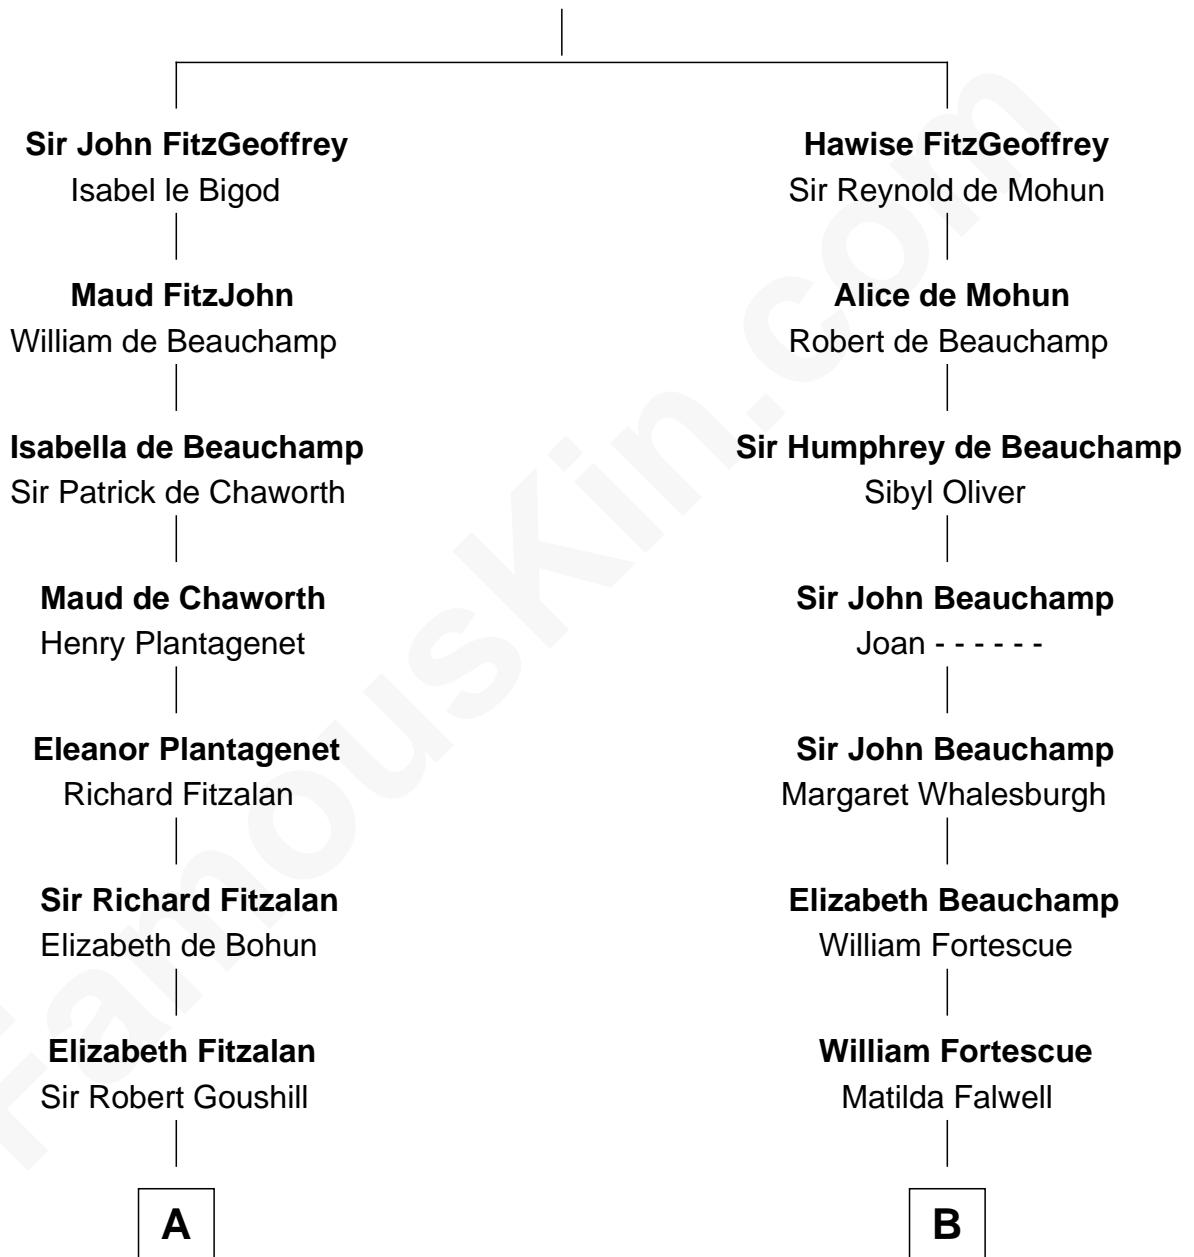 Sir John FitzGeoffrey
Isabel le Bigod
Maud FitzJohn
William de Beauchamp
Isabella de Beauchamp
Sir Patrick de Chaworth
Maud de Chaworth
Henry Plantagenet
Eleanor Plantagenet
Richard Fitzalan
Sir Richard Fitzalan
Elizabeth de Bohun
Elizabeth Fitzalan
Sir Robert Goushill
A
Hawise FitzGeoffrey
Sir Reynold de Mohun
Alice de Mohun
Robert de Beauchamp
Sir Humphrey de Beauchamp
Sibyl Oliver
Sir John Beauchamp
Joan - - - - - -
Sir John Beauchamp
Margaret Whalesburgh
Elizabeth Beauchamp
William Fortescue
William Fortescue
Matilda Falwell
B
FamousKin.com